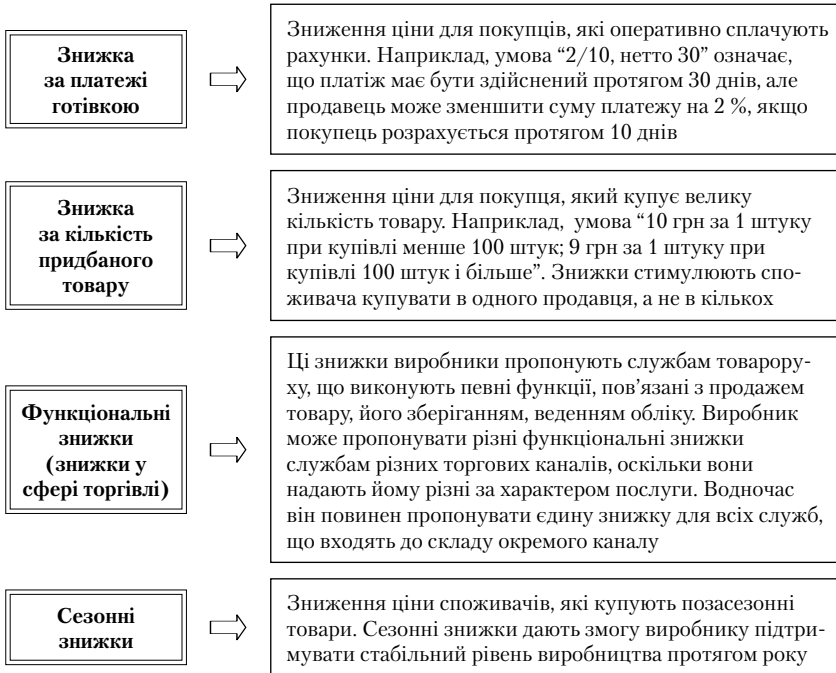 Знижка
за платежі
готівкою
Зниження ціни для покупців, які оперативно сплачують
рахунки. Наприклад, умова “2/10, нетто 30” означає,
що платіж має бути здійснений протягом 30 днів, але
продавець може зменшити суму платежу на 2 %, якщо
покупець розрахується протягом 10 днів
Знижка
за кількість
придбаного
товару
Зниження ціни для покупця, який купує велику
кількість товару. Наприклад, умова “10 грн за 1 штуку
при купівлі менше 100 штук; 9 грн за 1 штуку при
купівлі 100 штук і більше”. Знижки стимулюють спо-
живача купувати в одного продавця, а не в кількох
Функціональні
знижки
(знижки у
сфері торгівлі)
Ці знижки виробники пропонують службам товарору-
ху, що виконують певні функції, пов’язані з продажем
товару, його зберіганням, веденням обліку. Виробник
може пропонувати різні функціональні знижки
службам різних торгових каналів, оскільки вони
надають йому різні за характером послуги. Водночас
він повинен пропонувати єдину знижку для всіх служб,
що входять до складу окремого каналу
Сезонні
знижки
Зниження ціни споживачів, які купують позасезонні
товари. Сезонні знижки дають змогу виробнику підтри-
мувати стабільний рівень виробництва протягом року